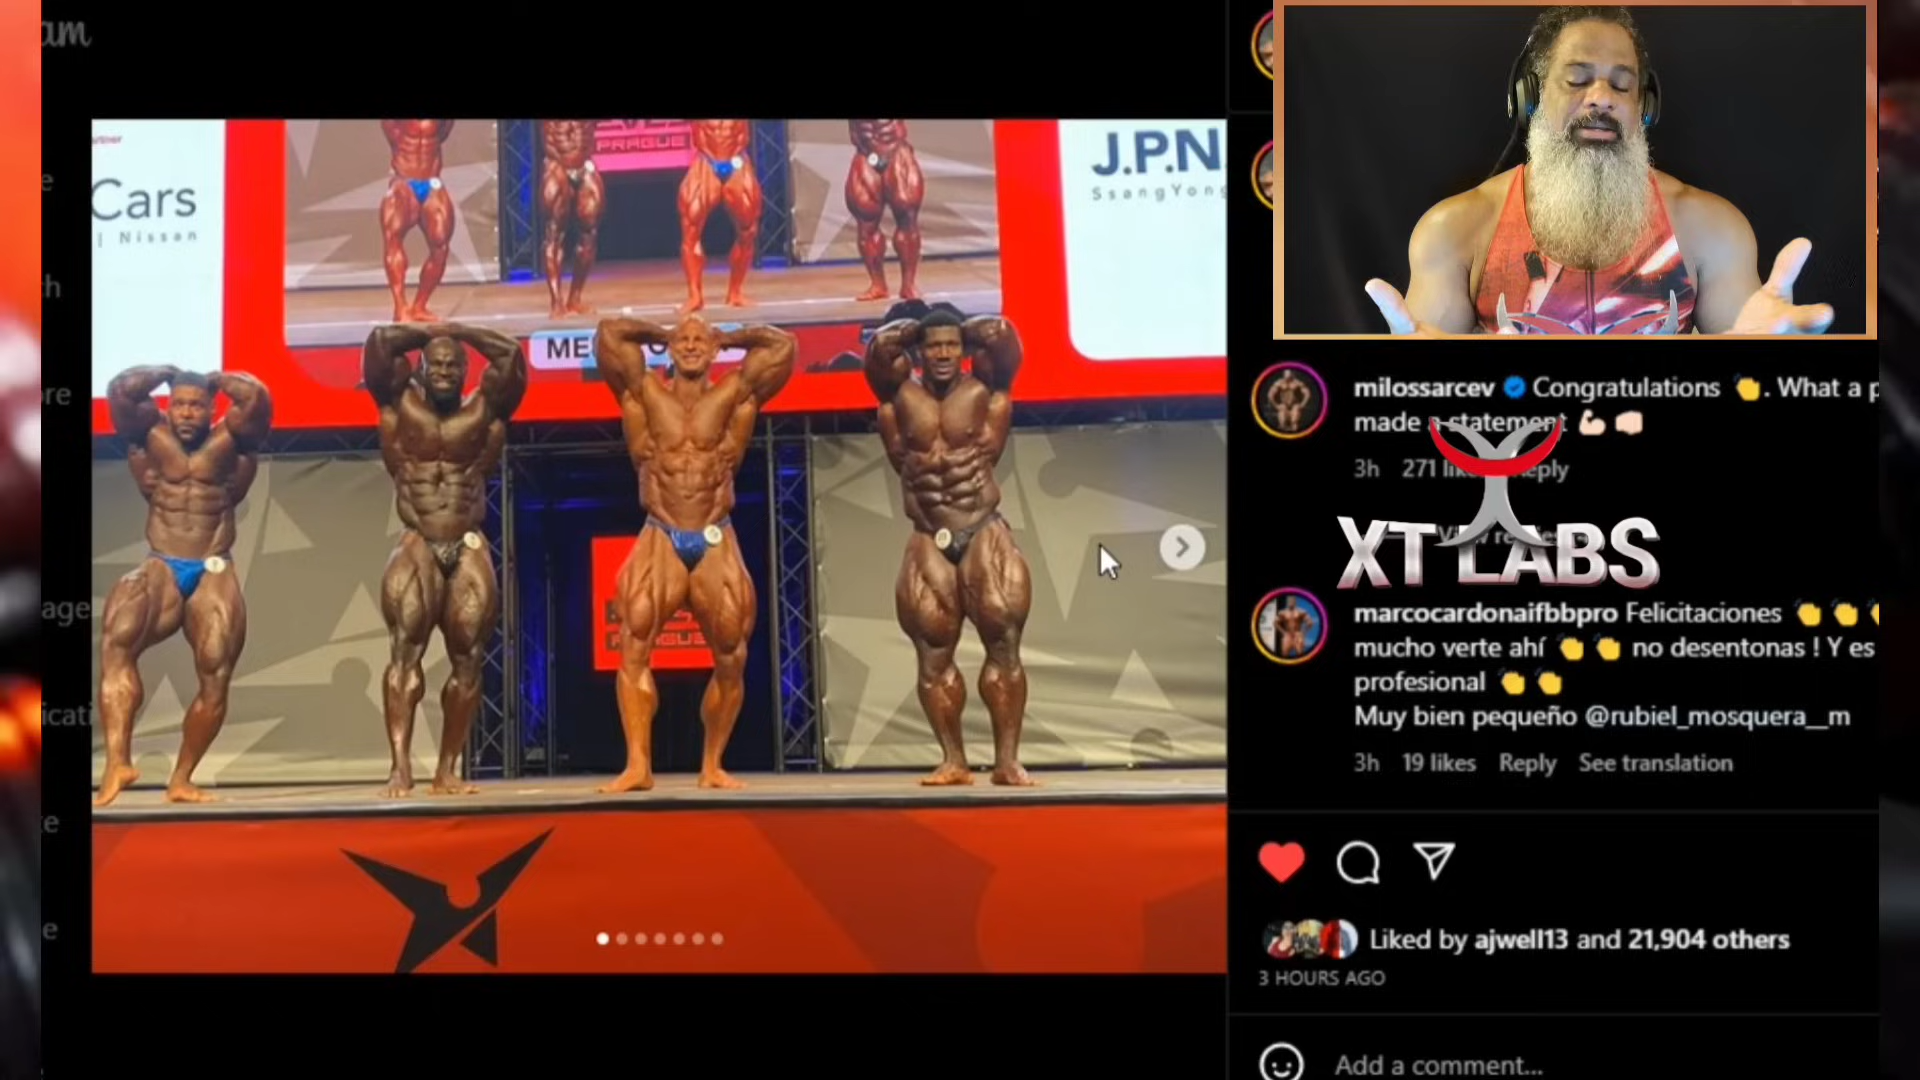 am
Cars
| Nissan
PRAGUE
J.P.N.
SsangYong
milossarcev Congratulations 👏. What a p
made a statement 💪🏻 👊🏻
3h 271 eply
XT LABS
marcocardonaifbbpro Felicitaciones 👏 👏
mucho verte ahí 👏 👏 no desentonas ! Y es
profesional 👏 👏
Muy bien pequeño @rubiel_mosquera__m
3h 19 likes Reply See translation
Liked by ajwell13 and 21,904 others
3 HOURS AGO
Add a comment...